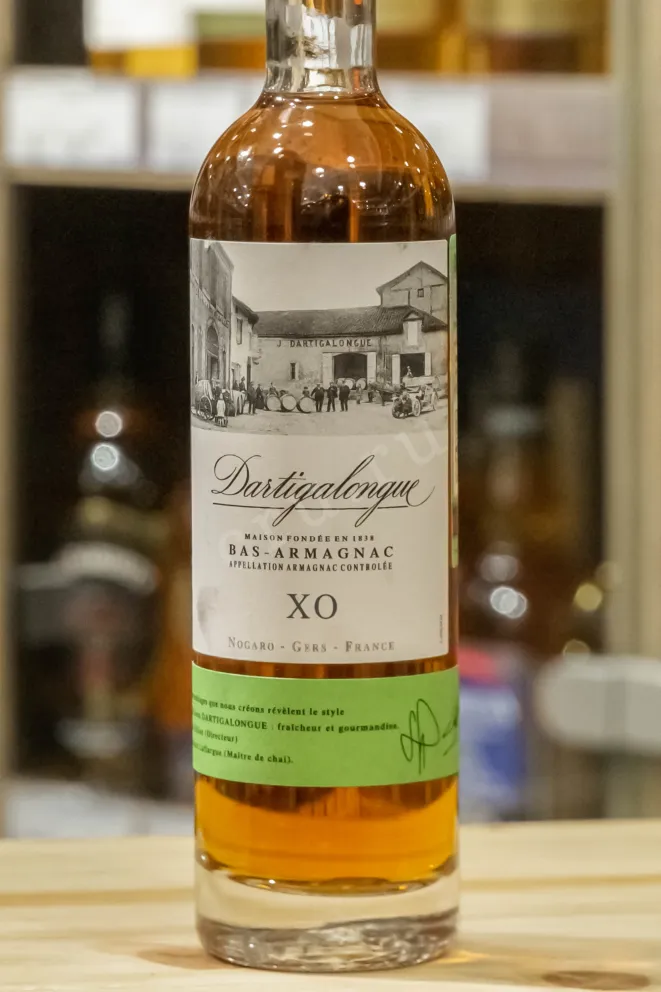 J. DARTIGALONGUE
Dartigalongue
MAISON FONDÉE EN 1838
BAS-ARMAGNAC
APPELLATION ARMAGNAC CONTROLÉE
XO
NOGARO - GERS - FRANCE
que nous créons révèlent le style
DARTIGALONGUE : fraîcheur et gourmandise.
(Directeur)
Laffargue (Maître de chai).